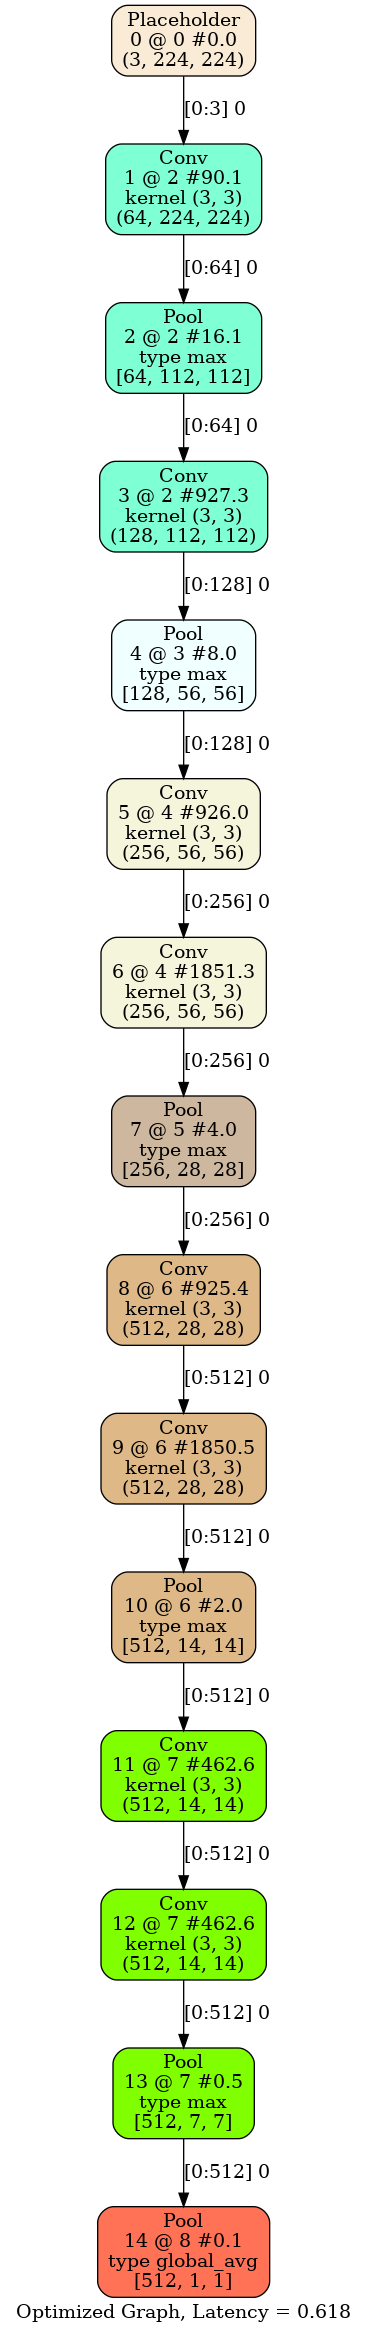 Placeholder
0 @ 0 #0.0
(3, 224, 224)
[0:3] 0
Conv
1 @ 2 #90.1
kernel (3, 3)
(64, 224, 224)
[0:64] 0
Pool
2 @ 2 #16.1
type max
[64, 112, 112]
[0:64] 0
Conv
3 @ 2 #927.3
kernel (3, 3)
(128, 112, 112)
[0:128] 0
Pool
4 @ 3 #8.0
type max
[128, 56, 56]
[0:128] 0
Conv
5 @ 4 #926.0
kernel (3, 3)
(256, 56, 56)
[0:256] 0
Conv
6 @ 4 #1851.3
kernel (3, 3)
(256, 56, 56)
[0:256] 0
Pool
7 @ 5 #4.0
type max
[256, 28, 28]
[0:256] 0
Conv
8 @ 6 #925.4
kernel (3, 3)
(512, 28, 28)
[0:512] 0
Conv
9 @ 6 #1850.5
kernel (3, 3)
(512, 28, 28)
[0:512] 0
Pool
10 @ 6 #2.0
type max
[512, 14, 14]
[0:512] 0
Conv
11 @ 7 #462.6
kernel (3, 3)
(512, 14, 14)
[0:512] 0
Conv
12 @ 7 #462.6
kernel (3, 3)
(512, 14, 14)
[0:512] 0
Pool
13 @ 7 #0.5
type max
[512, 7, 7]
[0:512] 0
Pool
14 @ 8 #0.1
type global_avg
[512, 1, 1]
Optimized Graph, Latency = 0.618